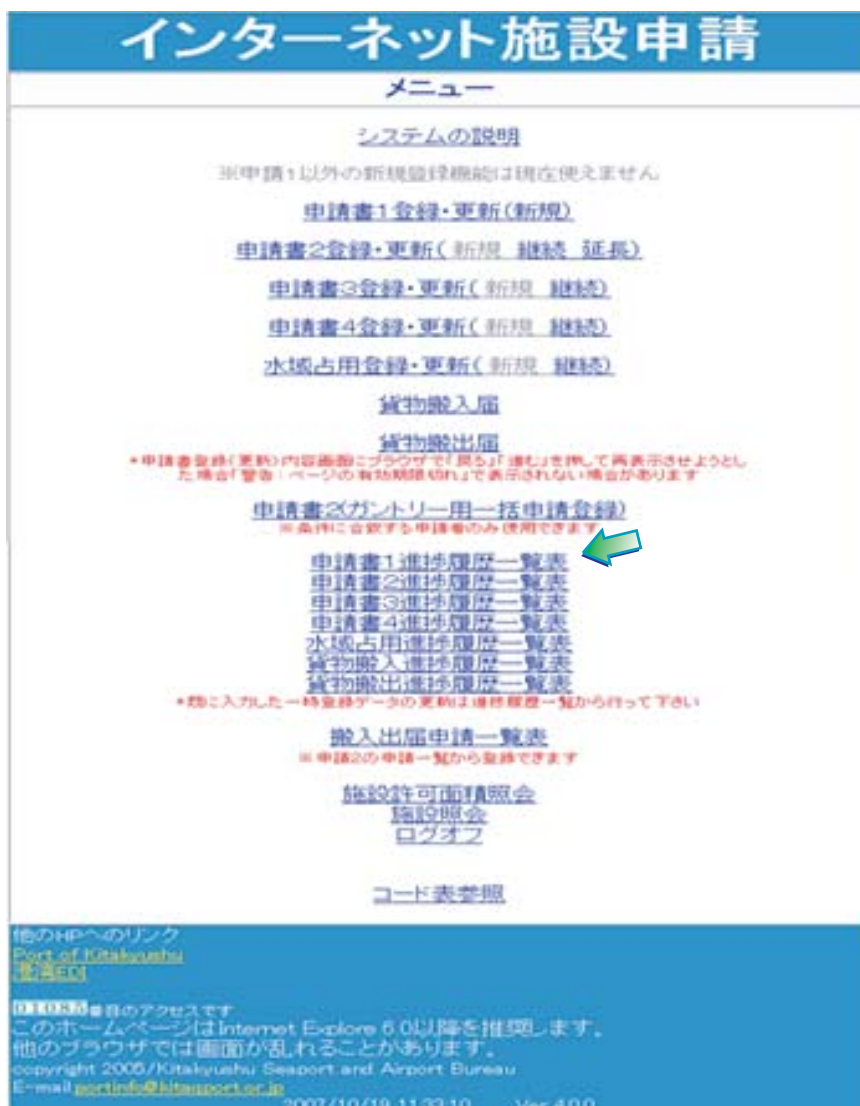 インターネット施設申請
メニュー
システムの説明
※申請1以外の新規登録機能は現在使えません
申請書1登録・更新(新規)
申請書2登録・更新( 新規 継続 延長)
申請書3登録・更新( 新規 継続)
申請書4登録・更新( 新規 継続)
水域占用登録・更新( 新規 継続)
貨物搬入届
貨物搬出届
*申請書登録(更新)内容画面にブラウザで「戻る」「進む」を押して再表示させようとし
た場合「警告：ページの有効期限切れ」で表示されない場合があります
申請書2(ガントリー用一括申請登録)
※条件に合致する申請者のみ使用できます
申請書1進捗履歴一覧表
申請書2進捗履歴一覧表
申請書3進捗履歴一覧表
申請書4進捗履歴一覧表
水域占用進捗履歴一覧表
貨物搬入進捗履歴一覧表
貨物搬出進捗履歴一覧表
*既に入力した一時登録データの更新は進捗履歴一覧から行って下さい
搬入出届申請一覧表
※申請2の申請一覧から登録できます
施設許可面積照会
施設照会
ログオフ
コード表参照
他のHPへのリンク
Port of Kitakyushu
港湾EDI
01085番目のアクセスです
このホームページはInternet Explore 6.0以降を推奨します。
他のブラウザでは画面が乱れることがあります。
copyright 2005/Kitakyushu Seaport and Airport Bureau
E-mail:portinfo@kitaqport.or.jp
2007/10/19 11:33:10 Ver 4.0.0